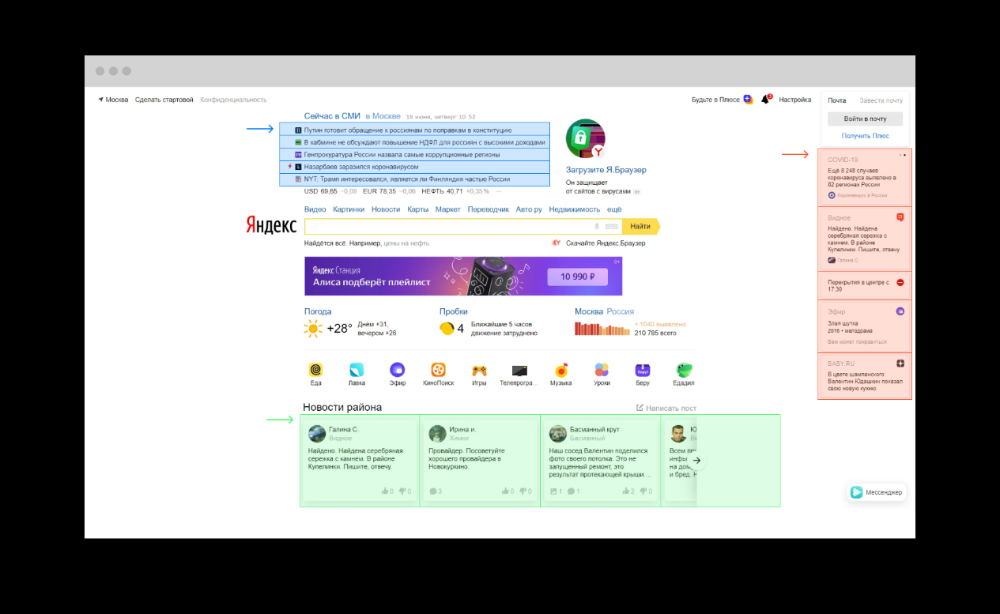 Москва Сделать стартовой Конфиденциальность
Будьте в Плюсе 3 Настройка
Почта Завести почту
Войти в почту
Получить Плюс
Сейчас в СМИ в Москве 18 июня, четверг 10 52
Путин готовит обращение к россиянам по поправкам в конституцию
В кабмине не обсуждают повышение НДФЛ для россиян с высокими доходами
Генпрокуратура России назвала самые коррупционные регионы
Назарбаев заразился коронавирусом
NYT: Трамп интересовался, является ли Финляндия частью России
USD 69,65 −0,09 EUR 78,35 −0,06 НЕФТЬ 40,71 +0,35% ···
Загрузите Я.Браузер
Он защищает
от сайтов с вирусами
Видео Картинки Новости Карты Маркет Переводчик Авто.ру Недвижимость ещё
Яндекс
Найти
Найдётся всё. Например, цены на нефть
Скачайте Яндекс.Браузер
Яндекс Станция
Алиса подберёт плейлист
10 990 ₽
0+
Погода
+28°
Днём +31,
вечером +26
Пробки
4
Ближайшие 5 часов
движение затруднено
Москва Россия
+ 1040 выявлено
210 785 всего
Еда Лавка Эфир КиноПоиск Игры Телепрогра... Музыка Уроки Беру Едадил
Новости района
Написать пост
Галина С.
Видное
Найдено. Найдена серебряная
сережка с камнем. В районе
Купелинки. Пишите, отвечу.
0 0
Ирина и.
Химки
Провайдер. Посоветуйте
хорошего провайдера в
Новокуркино.
3 0 0
Басманный крут
Басманный
Наш сосед Валентин поделился
фото своего потолка. Это не
запущенный ремонт, это
результат протекающей крыши....
1 1 2 0
Ю
Ве
Всем
инфы
на
и бред.
COVID-19
Ещё 8 248 случаев
коронавируса выявлено в
82 регионах России
Коронавирус в России
Видное
Найдено. Найдена
серебряная сережка с
камнем. В районе
Купелинки. Пишите, отвечу.
Галина С.
Перекрытия в центре с
17:30
Эфир
Злая шутка
2016 • мелодрама
Вам может понравиться
BABY.RU
В цвете шампанского:
Валентин Юдашкин показал
свою новую кухню
Мессенджер